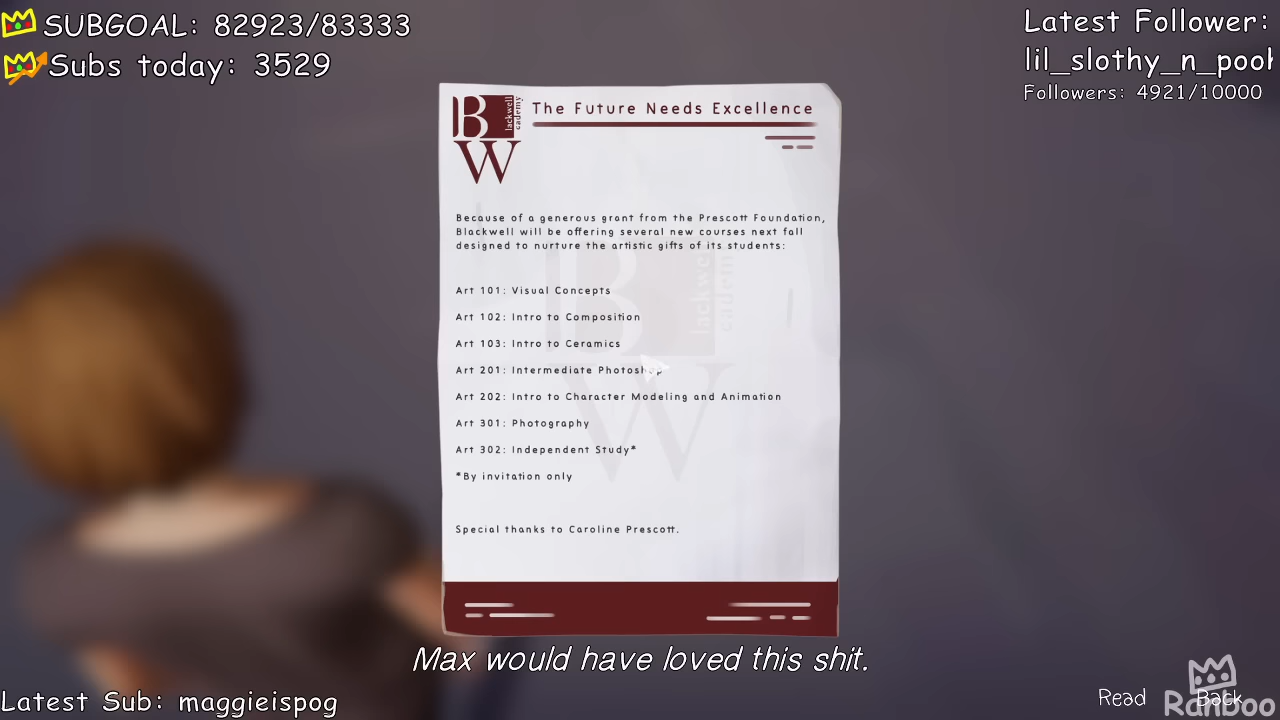 SUBGOAL: 82923/83333
Subs today: 3529
Latest Follower:
lil_slothy_n_pooł
Followers: 4921/10000
B lackwell cademy
W
The Future Needs Excellence
Because of a generous grant from the Prescott Foundation,
Blackwell will be offering several new courses next fall
designed to nurture the artistic gifts of its students:
Art 101: Visual Concepts
Art 102: Intro to Composition
Art 103: Intro to Ceramics
Art 201: Intermediate Photoshop
Art 202: Intro to Character Modeling and Animation
Art 301: Photography
Art 302: Independent Study*
*By invitation only
Special thanks to Caroline Prescott.
Max would have loved this shit.
Latest Sub: maggieispog
Read
Back
Ranboo